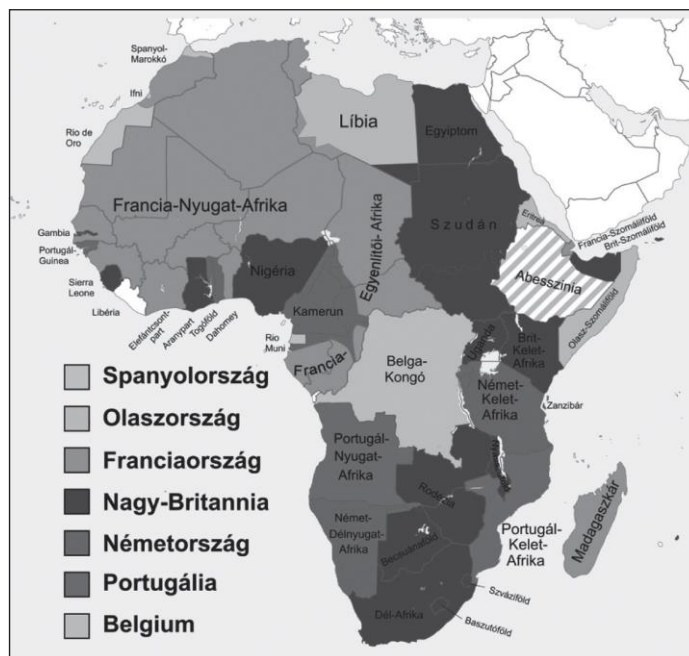 Spanyol-
Marokkó
Ifni
Rio de
Oro
Líbia
Egyiptom
Francia-Nyugat-Afrika
Egyenlítői-Afrika
Szudán
Eritrea
Francia-Szomáliföld
Brit-Szomáliföld
Gambia
Portugál-
Guinea
Sierra
Leone
Libéria
Elefántcsont-
part
Aranypart
Togóföld
Dahomey
Nigéria
Kamerun
Abesszínia
Olasz-Szomáliföld
Rio
Muni
Francia-
Belga-
Kongó
Uganda
Brit-
Kelet-
Afrika
Német-
Kelet-
Afrika
Zanzibár
Portugál-
Nyugat-
Afrika
Rodézia
Német-
Délnyugat-
Afrika
Becsuánaföld
Portugál-
Kelet-
Afrika
Madagaszkár
Szváziföld
Dél-Afrika
Baszutóföld
Spanyolország
Olaszország
Franciaország
Nagy-Britannia
Németország
Portugália
Belgium